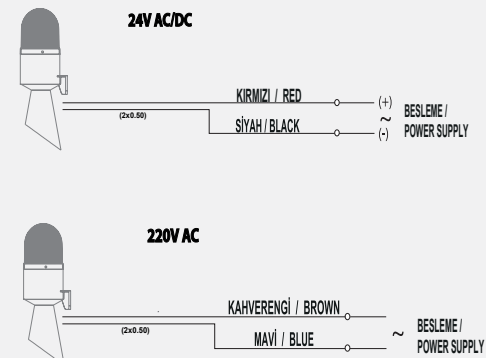 24V AC/DC
KIRMIZI / RED
(+)
(2x0.50)
~
BESLEME /
POWER SUPPLY
SİYAH / BLACK
(-)
220V AC
KAHVERENGİ / BROWN
(2x0.50)
~
BESLEME /
POWER SUPPLY
MAVİ / BLUE